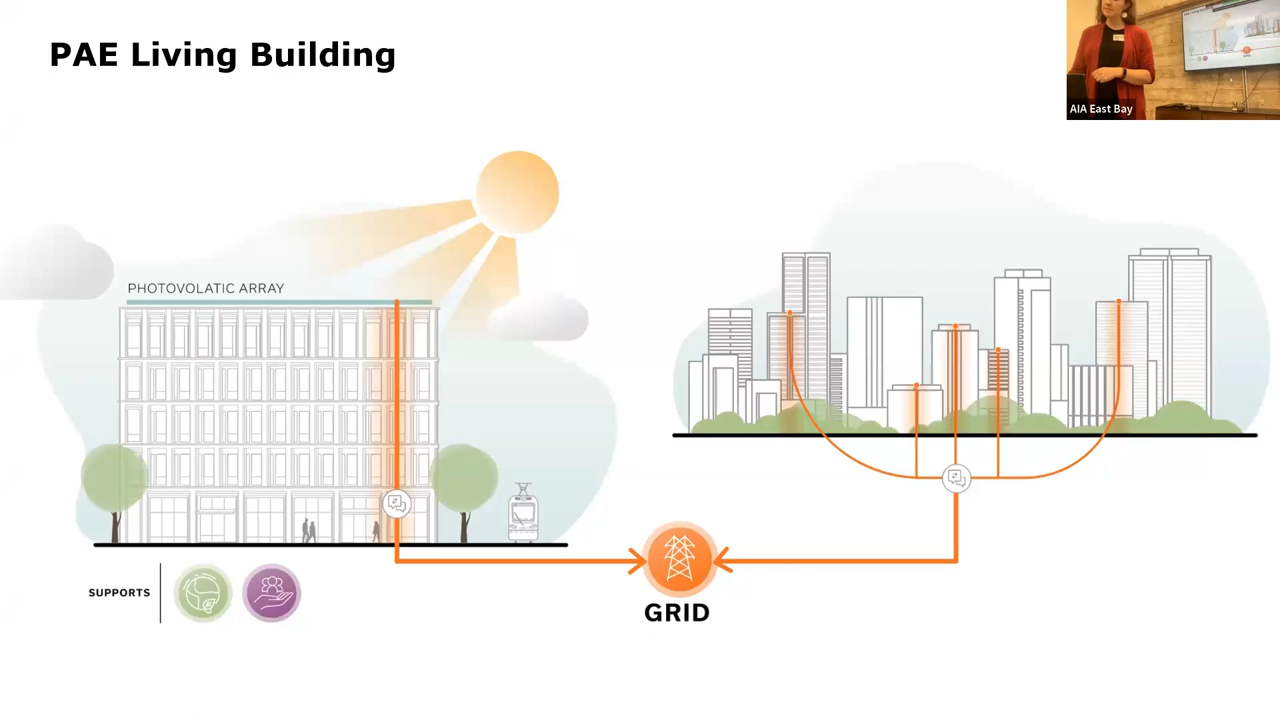 PAE Living Building
AIA East Bay
PHOTOVOLATIC ARRAY
SUPPORTS
GRID